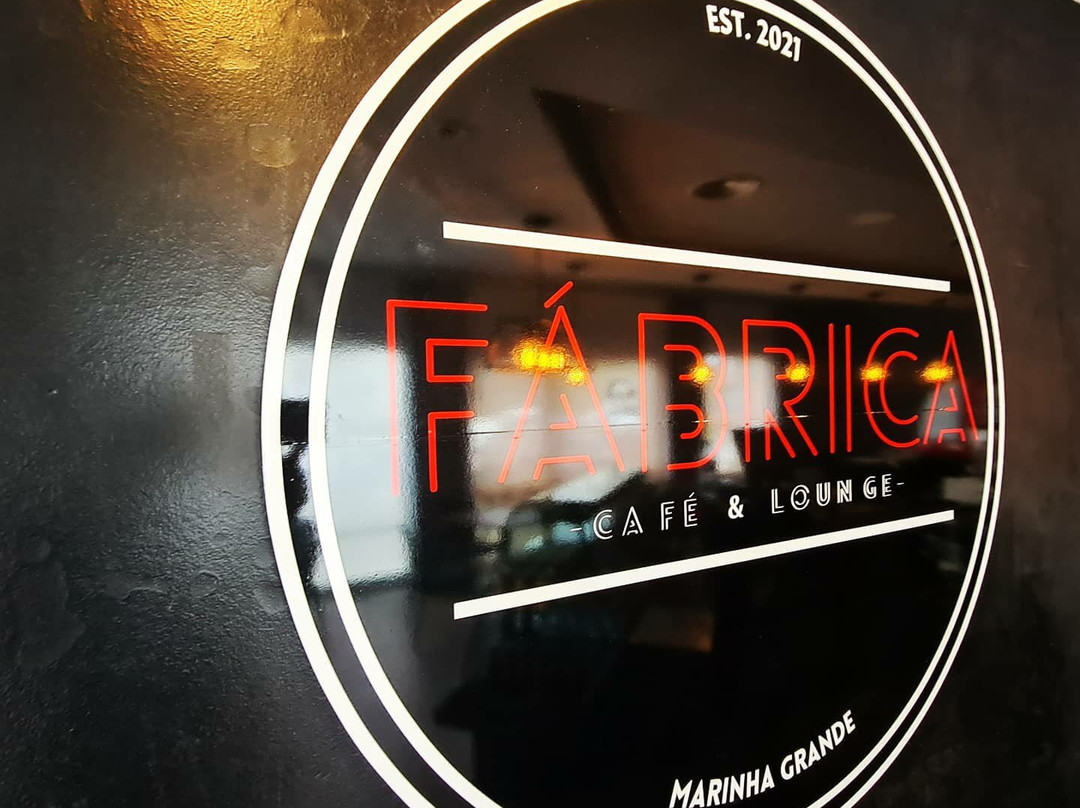 EST. 2021
FÁBRICA
-CAFÉ & LOUNGE-
MARINHA GRANDE